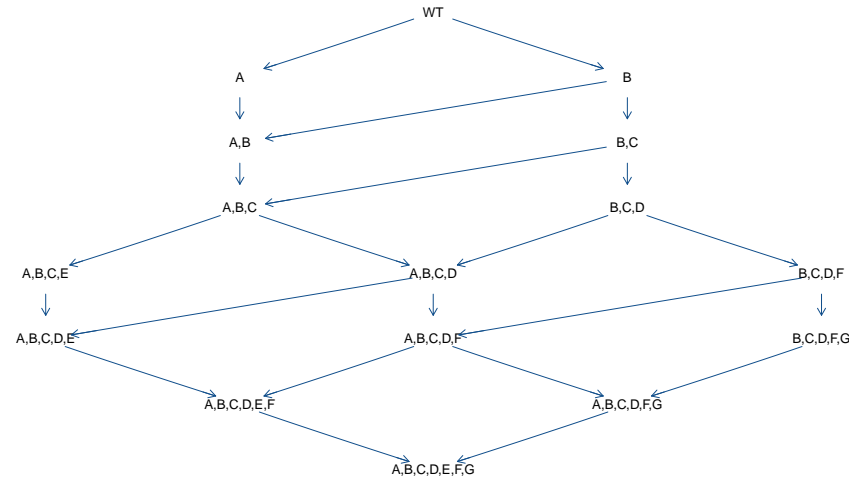 WT
A
B
A,B
B,C
A,B,C
B,C,D
A,B,C,E
A,B,C,D
B,C,D,F
A,B,C,D,E
A,B,C,D,F
B,C,D,F,G
A,B,C,D,E,F
A,B,C,D,F,G
A,B,C,D,E,F,G